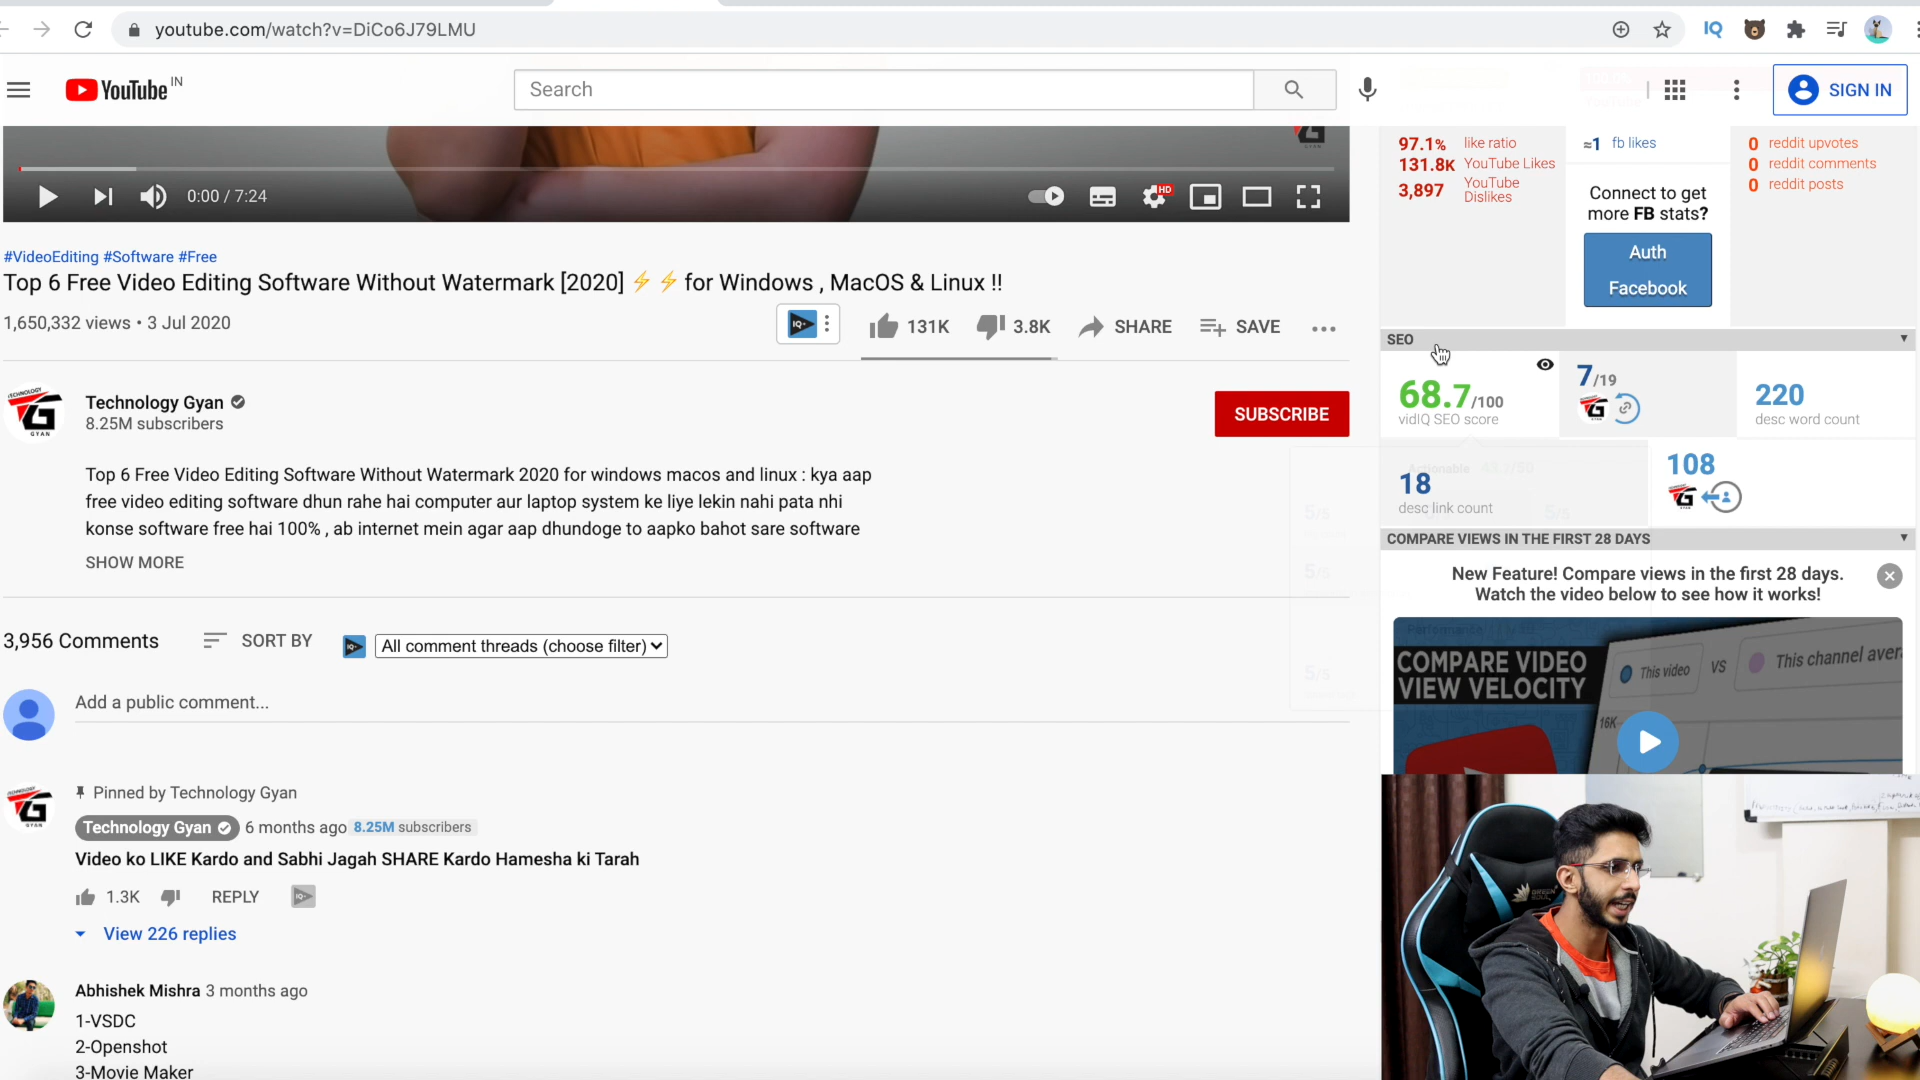 youtube.com/watch?v=DiCo6J79LMU
IQ
YouTube IN
Search
SIGN IN
0:00 / 7:24
HD
97.1% like ratio
131.8K YouTube Likes
3,897 YouTube Dislikes
≈1 fb likes
Connect to get
more FB stats?
Auth
Facebook
0 reddit upvotes
0 reddit comments
0 reddit posts
#VideoEditing #Software #Free
Top 6 Free Video Editing Software Without Watermark [2020] ⚡ ⚡ for Windows , MacOS & Linux !!
1,650,332 views • 3 Jul 2020
131K
3.8K
SHARE
SAVE
SEO
68.7/100
vidIQ SEO score
7/19
220
desc word count
18
desc link count
108
Technology Gyan
8.25M subscribers
SUBSCRIBE
Top 6 Free Video Editing Software Without Watermark 2020 for windows macos and linux : kya aap
free video editing software dhun rahe hai computer aur laptop system ke liye lekin nahi pata nhi
konse software free hai 100% , ab internet mein agar aap dhundoge to aapko bahot sare software
SHOW MORE
5/5
5/5
5/5
5/5
COMPARE VIEWS IN THE FIRST 28 DAYS
New Feature! Compare views in the first 28 days.
Watch the video below to see how it works!
COMPARE VIDEO
VIEW VELOCITY
This video
VS
This channel aver
16K
3,956 Comments
SORT BY
All comment threads (choose filter)
Add a public comment...
Pinned by Technology Gyan
Technology Gyan 6 months ago 8.25M subscribers
Video ko LIKE Kardo and Sabhi Jagah SHARE Kardo Hamesha ki Tarah
1.3K
REPLY
View 226 replies
Abhishek Mishra 3 months ago
1-VSDC
2-Openshot
3-Movie Maker